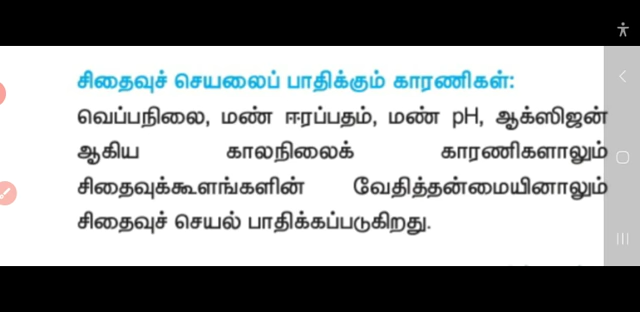 சிதைவுச் செயலைப் பாதிக்கும் காரணிகள்:
வெப்பநிலை, மண் ஈரப்பதம், மண் pH, ஆக்ஸிஜன்
ஆகிய காலநிலைக் காரணிகளாலும்
சிதைவுக்கூளங்களின் வேதித்தன்மையினாலும்
சிதைவுச் செயல் பாதிக்கப்படுகிறது.